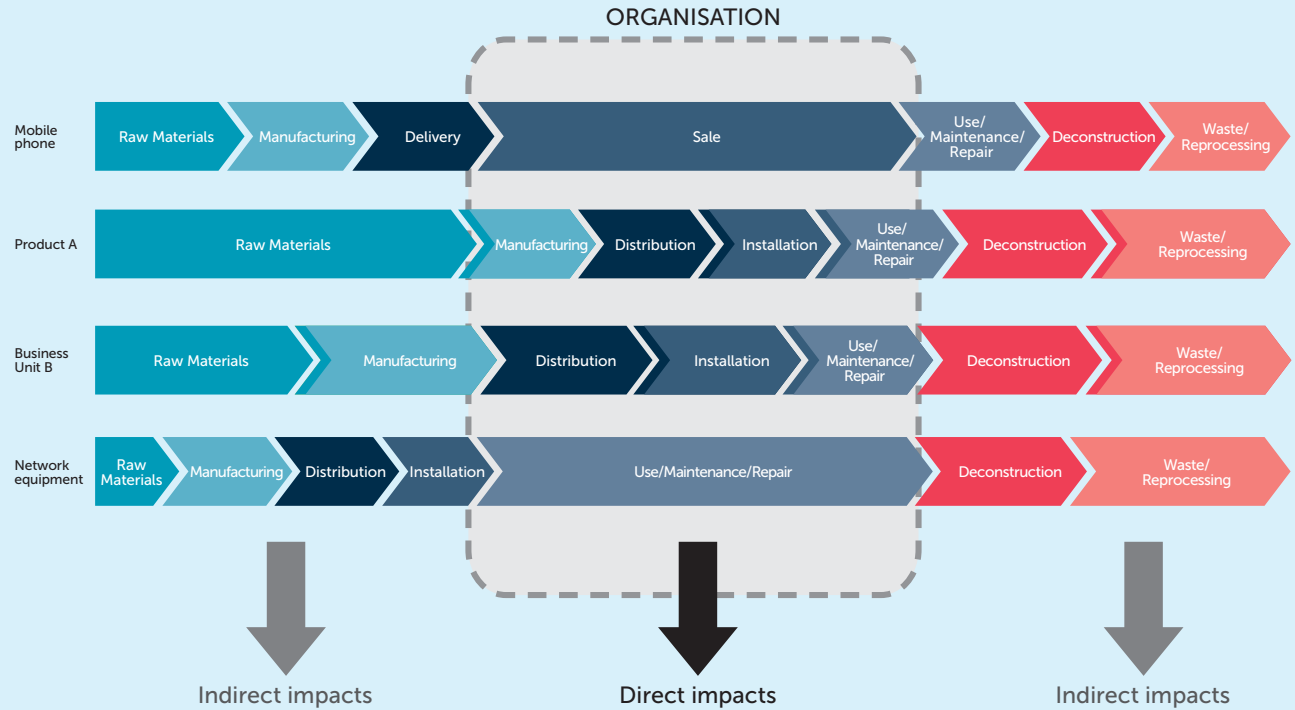 ORGANISATION
Mobile
phone
Raw Materials
Manufacturing
Delivery
Sale
Use/
Maintenance/
Repair
Deconstruction
Waste/
Reprocessing
Product A
Raw Materials
Manufacturing
Distribution
Installation
Use/
Maintenance/
Repair
Deconstruction
Waste/
Reprocessing
Business
Unit B
Raw Materials
Manufacturing
Distribution
Installation
Use/
Maintenance/
Repair
Deconstruction
Waste/
Reprocessing
Network
equipment
Raw
Materials
Manufacturing
Distribution
Installation
Use/Maintenance/Repair
Deconstruction
Waste/
Reprocessing
Indirect impacts
Direct impacts
Indirect impacts